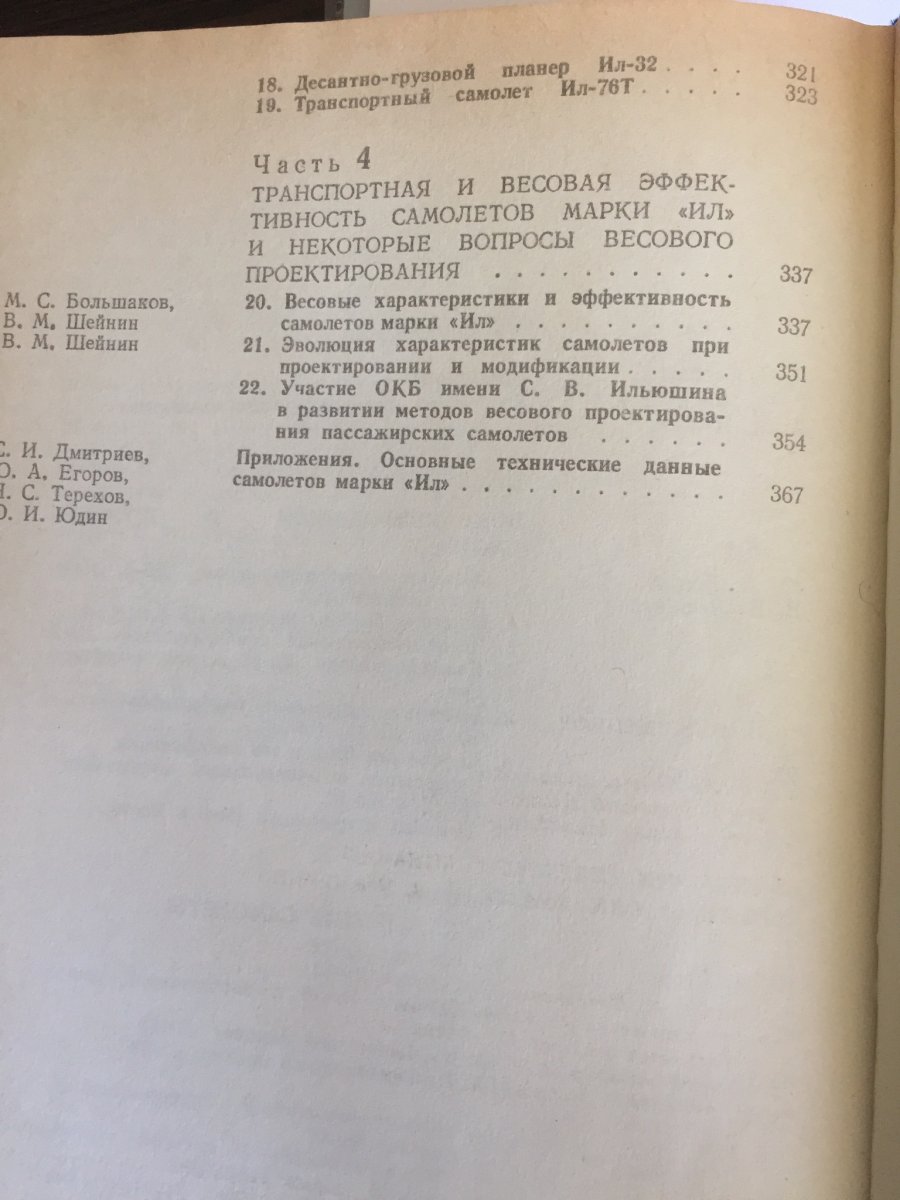 18. Десантно-грузовой планер Ил-32 . . . . 321
19. Транспортный самолет Ил-76Т . . . . . 323
Часть 4
ТРАНСПОРТНАЯ И ВЕСОВАЯ ЭФФЕК-
ТИВНОСТЬ САМОЛЕТОВ МАРКИ «ИЛ»
И НЕКОТОРЫЕ ВОПРОСЫ ВЕСОВОГО
ПРОЕКТИРОВАНИЯ . . . . . . . . . . . 337
М. С. Большаков, 20. Весовые характеристики и эффективность
В. М. Шейнин самолетов марки «Ил» . . . . . . . . . . 337
В. М. Шейнин 21. Эволюция характеристик самолетов при
проектировании и модификации . . . . . 351
22. Участие ОКБ имени С. В. Ильюшина
в развитии методов весового проектирова-
ния пассажирских самолетов . . . . . . 354
С. И. Дмитриев, Приложения. Основные технические данные
А. Егоров, самолетов марки «Ил» . . . . . . . . . . . . 367
С. Терехов,
И. Юдин